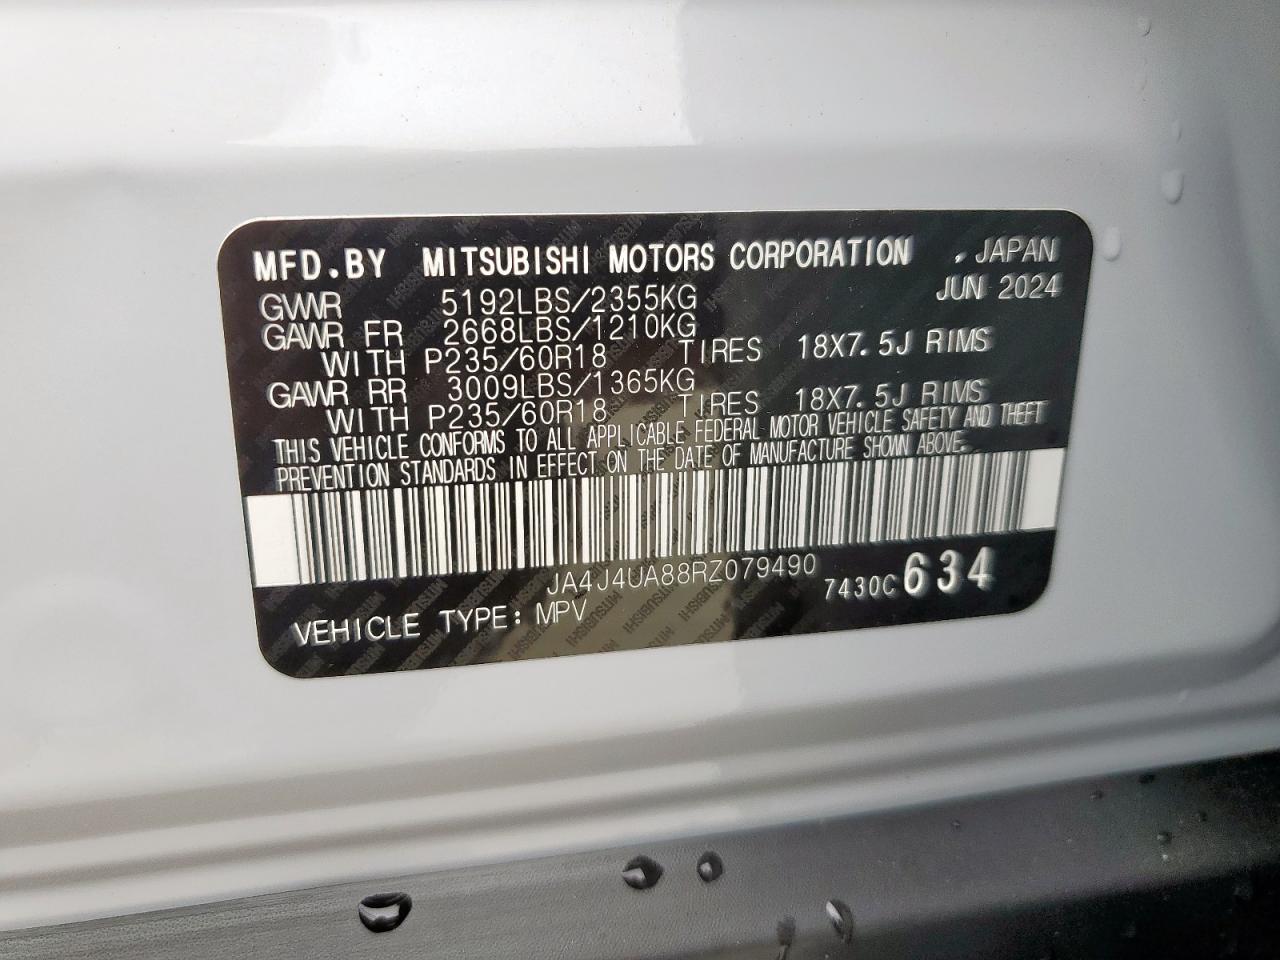 MFD.BY MITSUBISHI MOTORS CORPORATION . JAPAN
GVWR 5192LBS/2355KG JUN 2024
GAWR FR 2668LBS/1210KG
WITH P235/60R18 TIRES 18X7.5J RIMS
GAWR RR 3009LBS/1365KG
WITH P235/60R18 TIRES 18X7.5J RIMS
THIS VEHICLE CONFORMS TO ALL APPLICABLE FEDERAL MOTOR VEHICLE SAFETY AND THEFT
PREVENTION STANDARDS IN EFFECT ON THE DATE OF MANUFACTURE SHOWN ABOVE.
JA4J4UA88RZ079490 7430C 634
VEHICLE TYPE: MPV